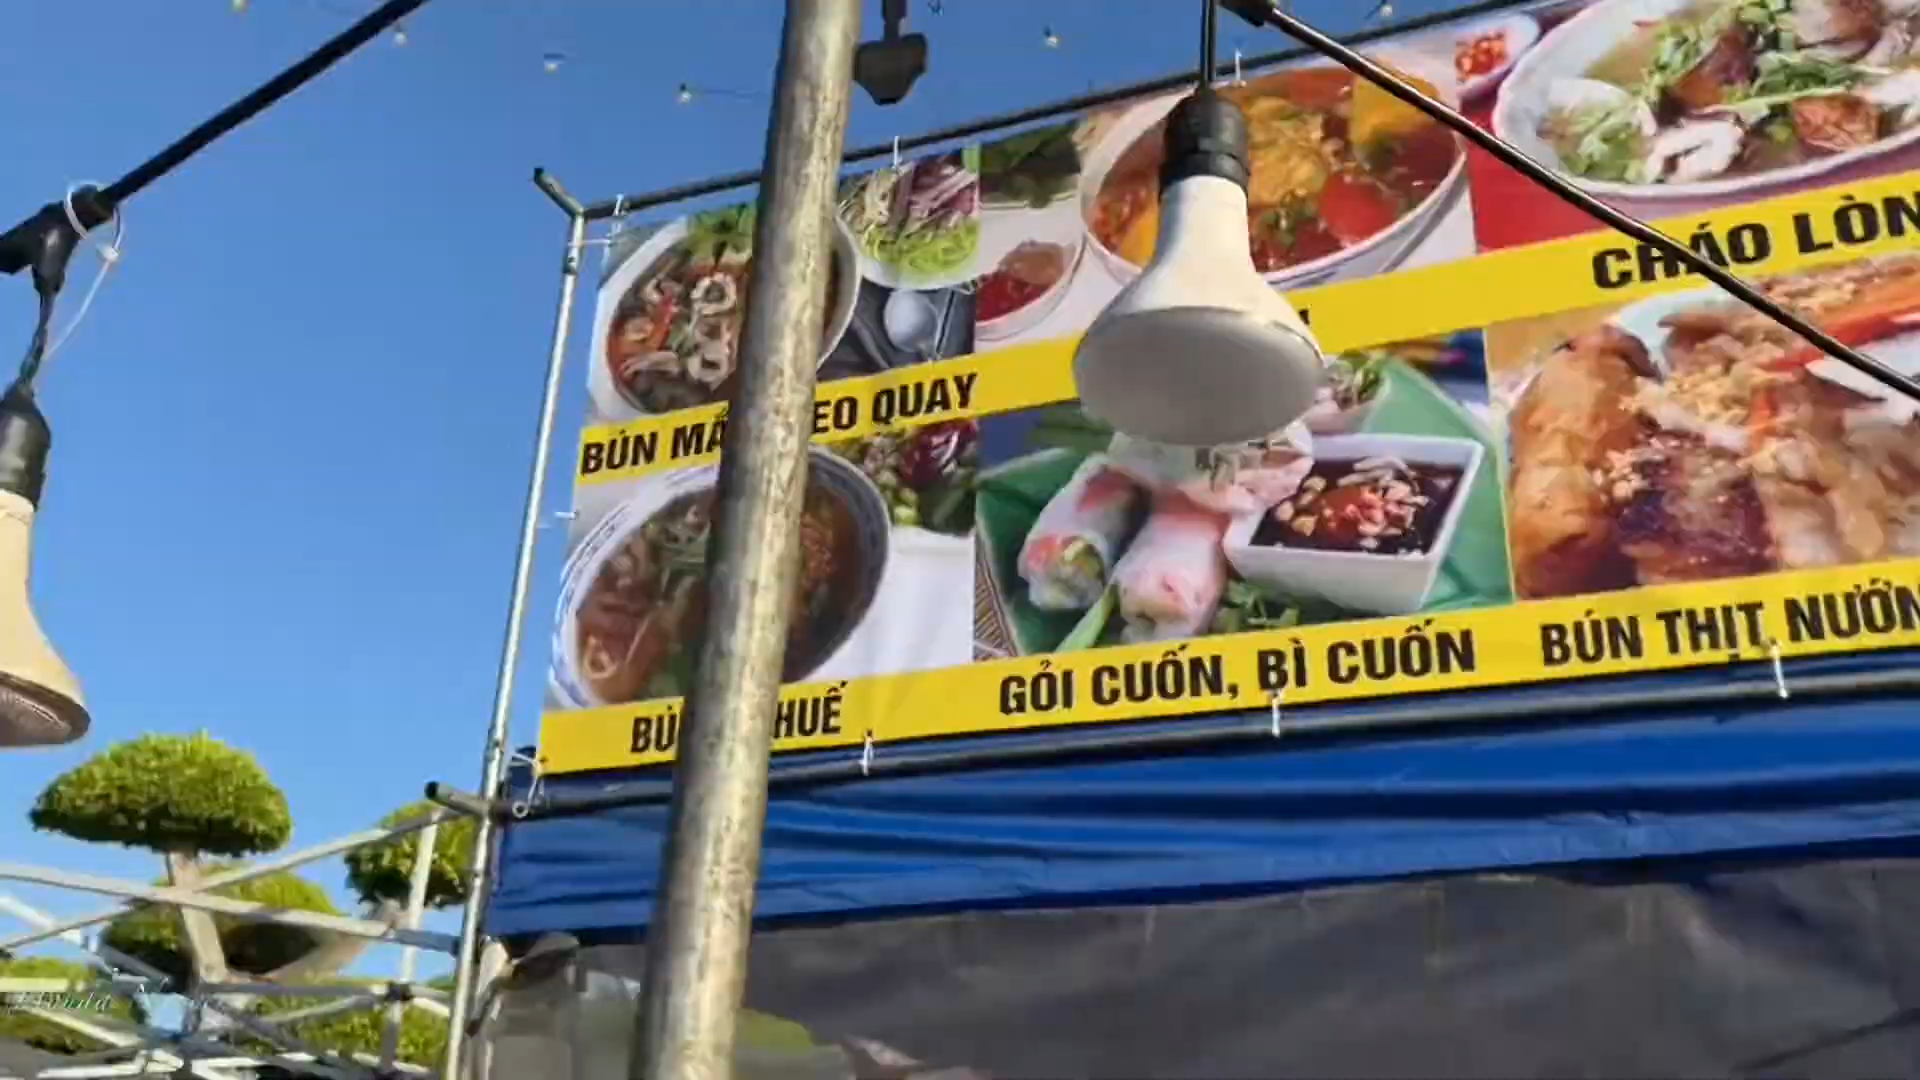 CHÁO LÒN
BÚN MẮ EO QUAY
BÚ HUẾ
GỎI CUỐN, BÌ CUỐN
BÚN THỊT NƯỚN